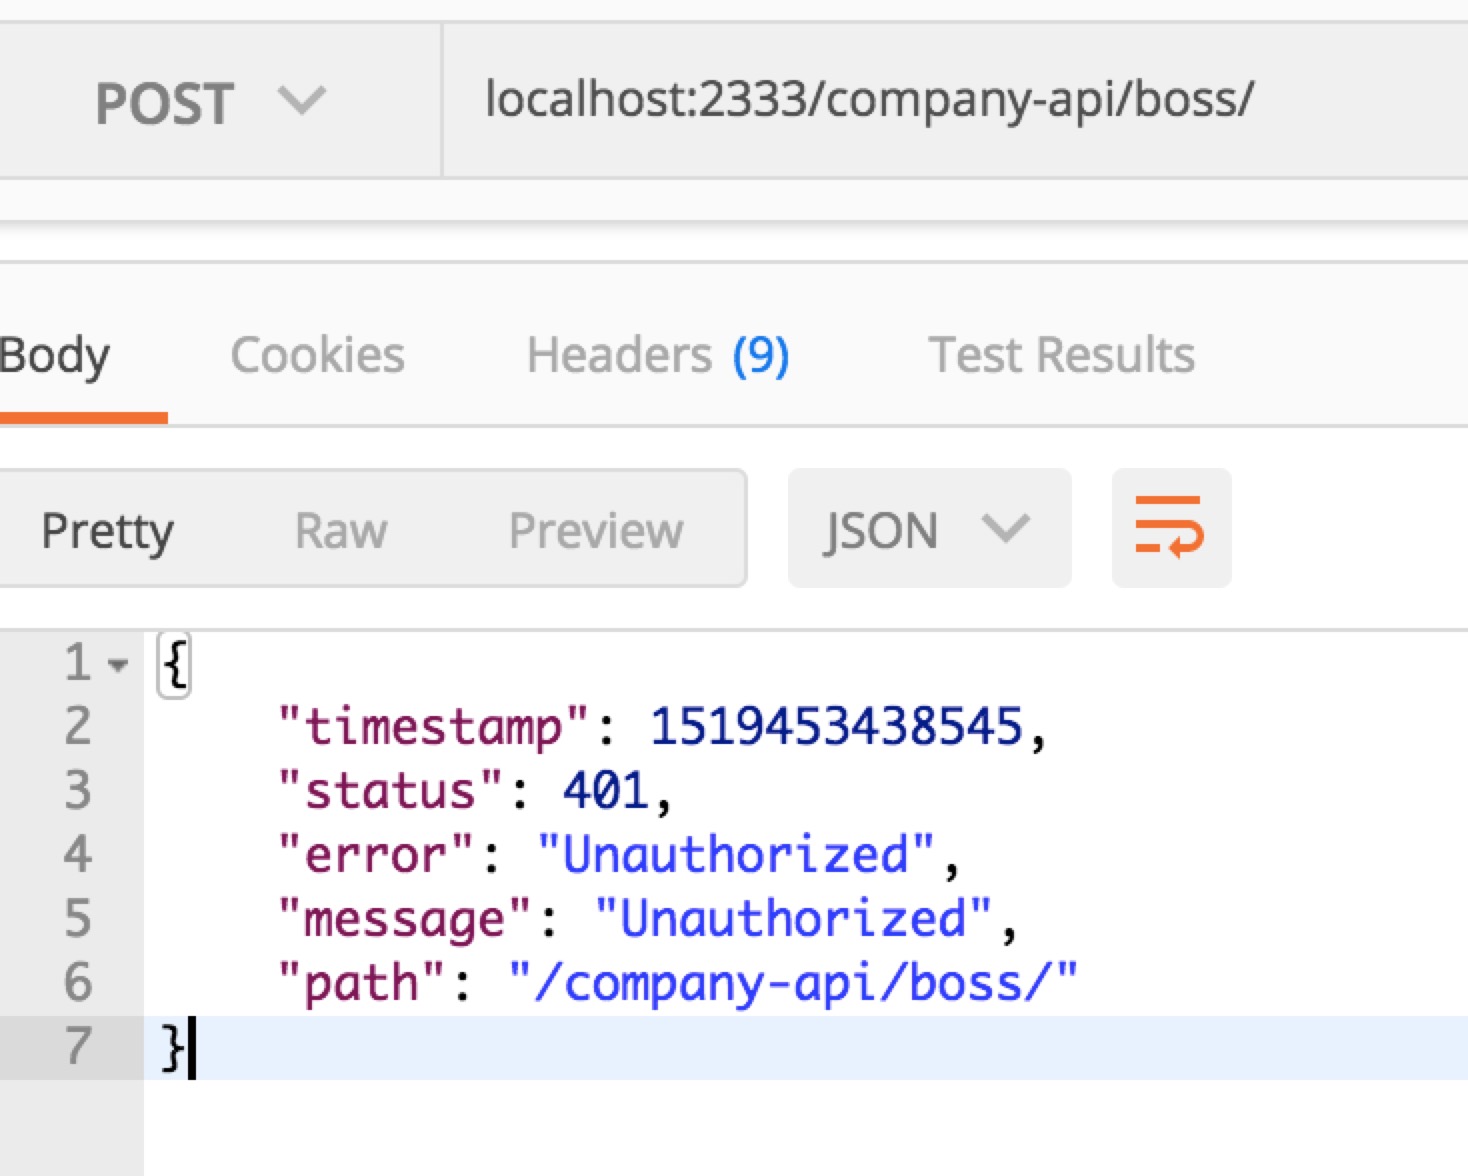 POST localhost:2333/company-api/boss/
Body Cookies Headers (9) Test Results
Pretty Raw Preview JSON
1 {
2 "timestamp": 1519453438545,
3 "status": 401,
4 "error": "Unauthorized",
5 "message": "Unauthorized",
6 "path": "/company-api/boss/"
7 }